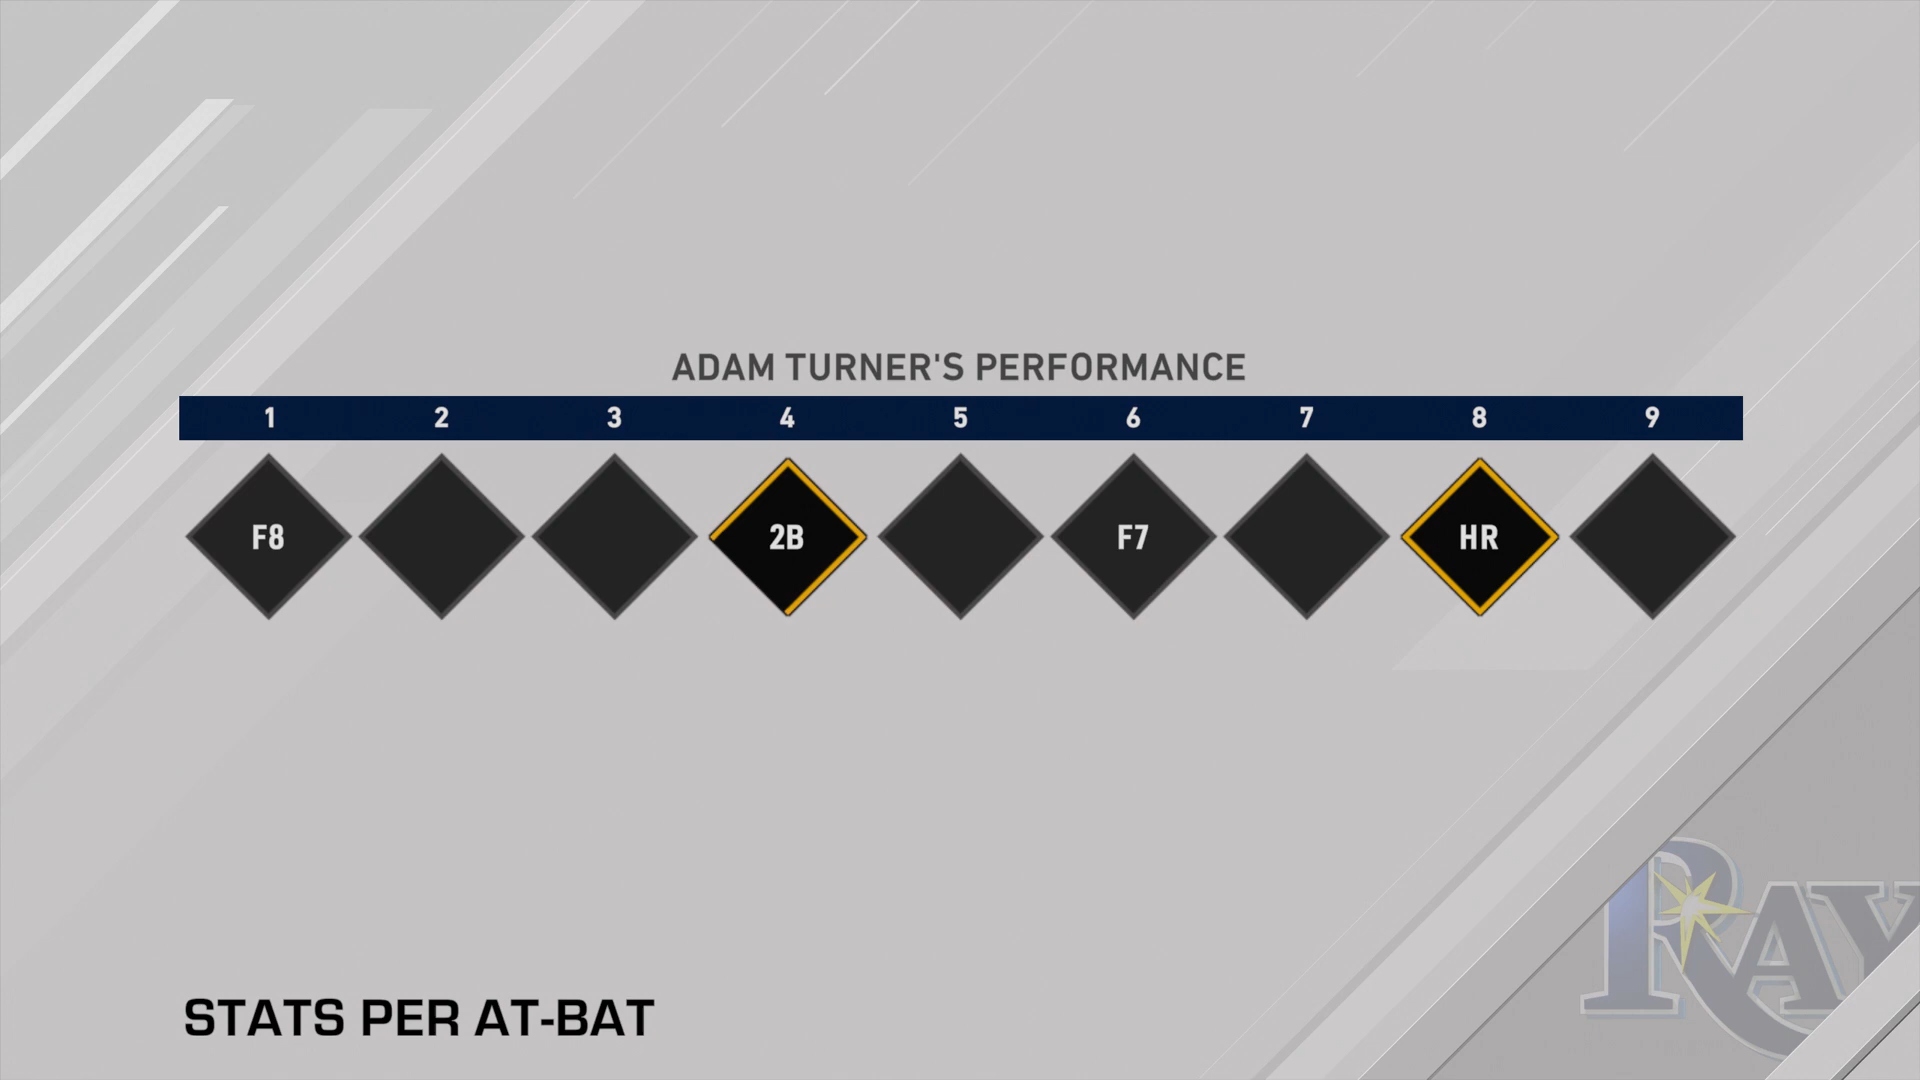 ADAM TURNER'S PERFORMANCE
1 2 3 4 5 6 7 8 9
F8 2B F7 HR
RAY
STATS PER AT-BAT